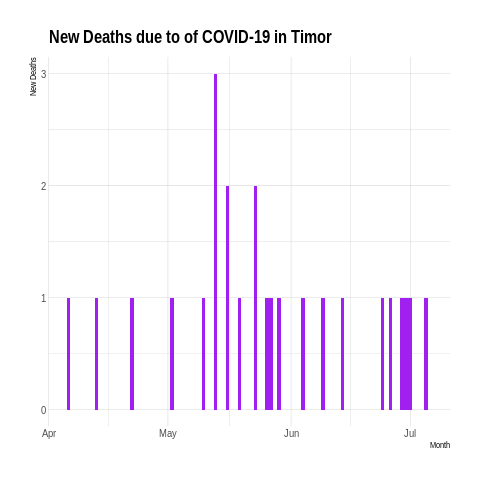 New Deaths due to of COVID-19 in Timor
New Deaths
3
2
1
0
Apr May Jun Jul
Month